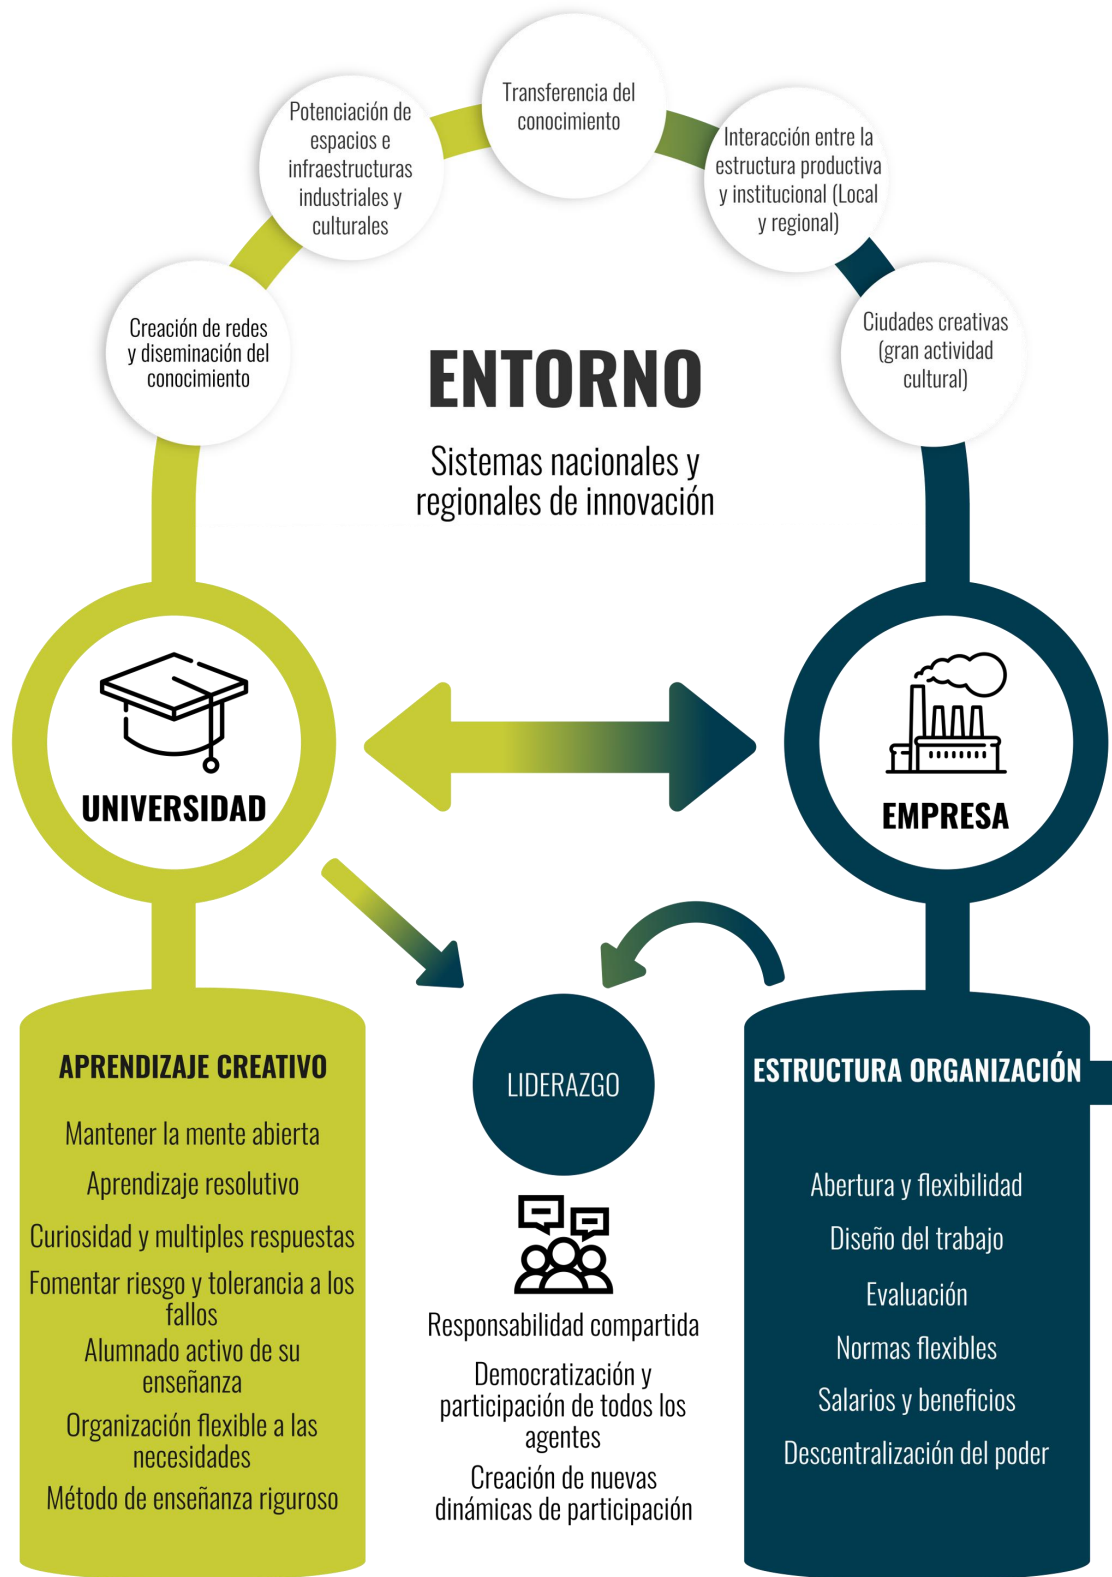 Transferencia del
conocimiento
Potenciación de
espacios e
infraestructuras
industriales y
culturales
Interacción entre la
estructura productiva
y institucional (Local
y regional)
Creación de redes
y diseminación del
conocimiento
Ciudades creativas
(gran actividad
cultural)
ENTORNO
Sistemas nacionales y
regionales de innovación
UNIVERSIDAD
EMPRESA
APRENDIZAJE CREATIVO
Mantener la mente abierta
Aprendizaje resolutivo
Curiosidad y multiples respuestas
Fomentar riesgo y tolerancia a los
fallos
Alumnado activo de su
enseñanza
Organización flexible a las
necesidades
Método de enseñanza riguroso
LIDERAZGO
Responsabilidad compartida
Democratización y
participación de todos los
agentes
Creación de nuevas
dinámicas de participación
ESTRUCTURA ORGANIZACIÓN
Abertura y flexibilidad
Diseño del trabajo
Evaluación
Normas flexibles
Salarios y beneficios
Descentralización del poder